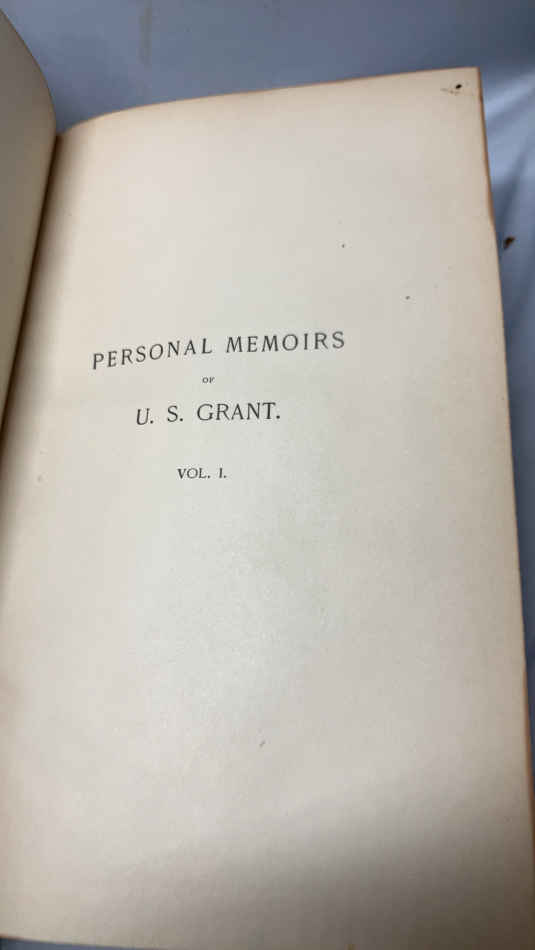 PERSONAL MEMOIRS
OF
U. S. GRANT.
VOL. I.